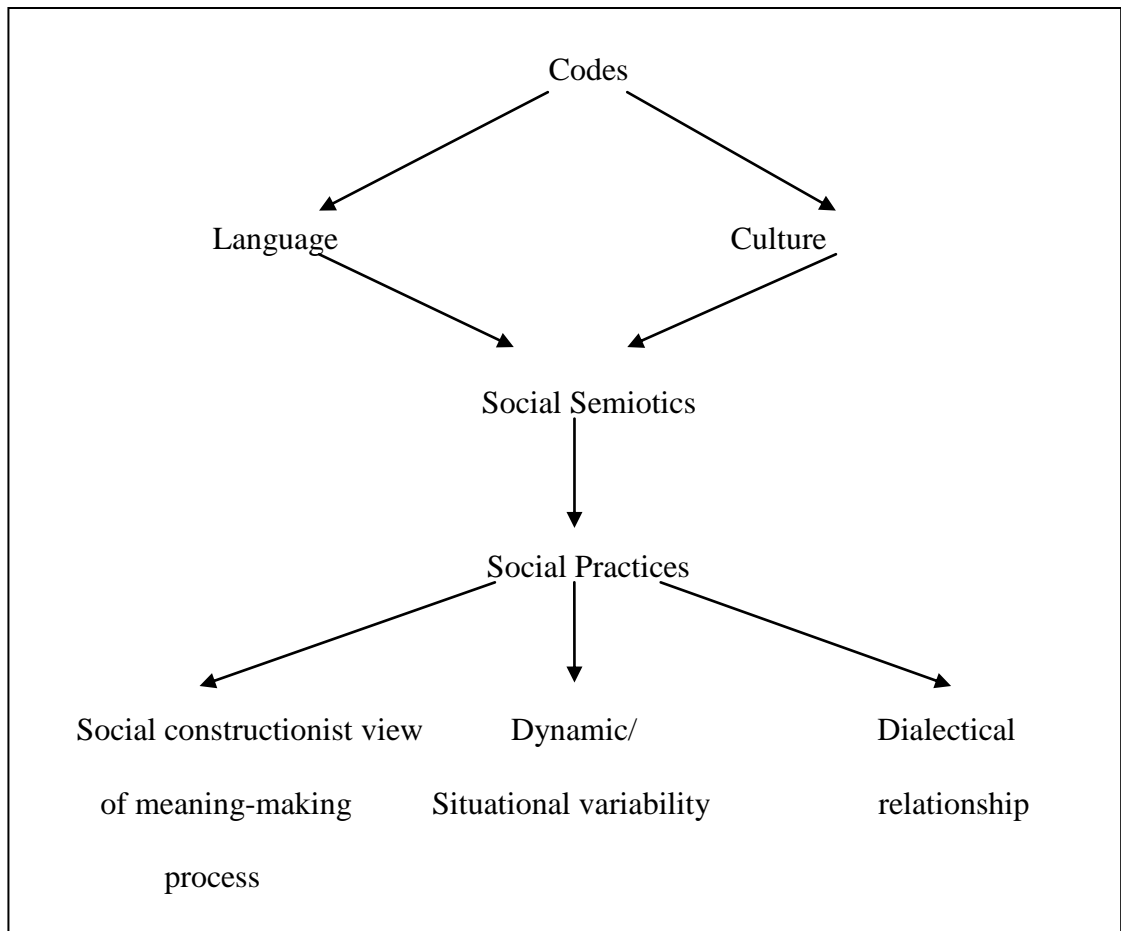 Codes
Language
Culture
Social Semiotics
Social Practices
Social constructionist view
of meaning-making
process
Dynamic/
Situational variability
Dialectical
relationship